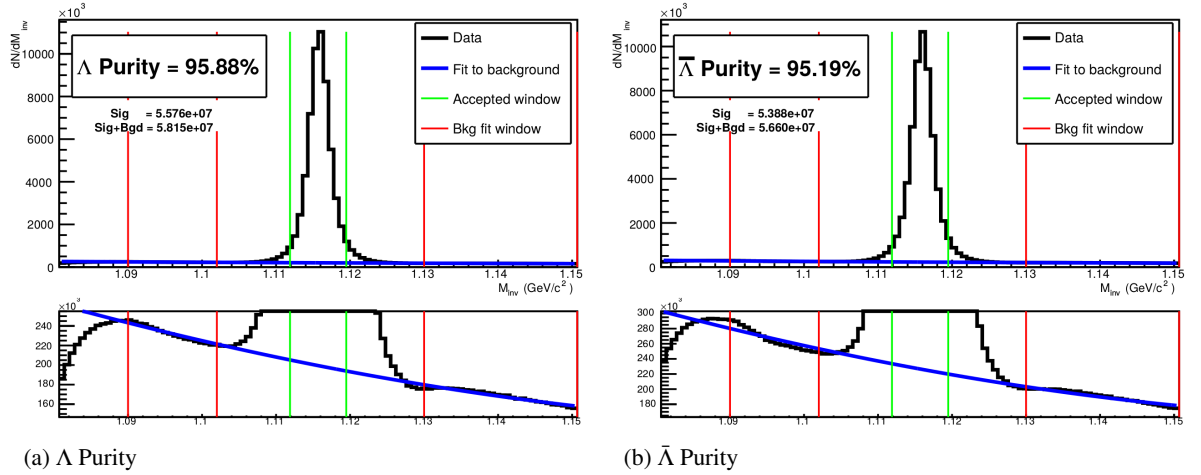 ×10³
dN/dM_inv
10000
8000
6000
4000
2000
0
Λ Purity = 95.88%
Sig = 5.576e+07
Sig+Bgd = 5.815e+07
Data
Fit to background
Accepted window
Bkg fit window
1.09 1.1 1.11 1.12 1.13 1.14 1.15
M_inv (GeV/c²)
×10³
240
220
200
180
160
1.09 1.1 1.11 1.12 1.13 1.14 1.15
(a) Λ Purity
×10³
dN/dM_inv
10000
8000
6000
4000
2000
0
Λ̄ Purity = 95.19%
Sig = 5.388e+07
Sig+Bgd = 5.660e+07
Data
Fit to background
Accepted window
Bkg fit window
1.09 1.1 1.11 1.12 1.13 1.14 1.15
M_inv (GeV/c²)
×10³
300
280
260
240
220
200
180
1.09 1.1 1.11 1.12 1.13 1.14 1.15
(b) Λ̄ Purity